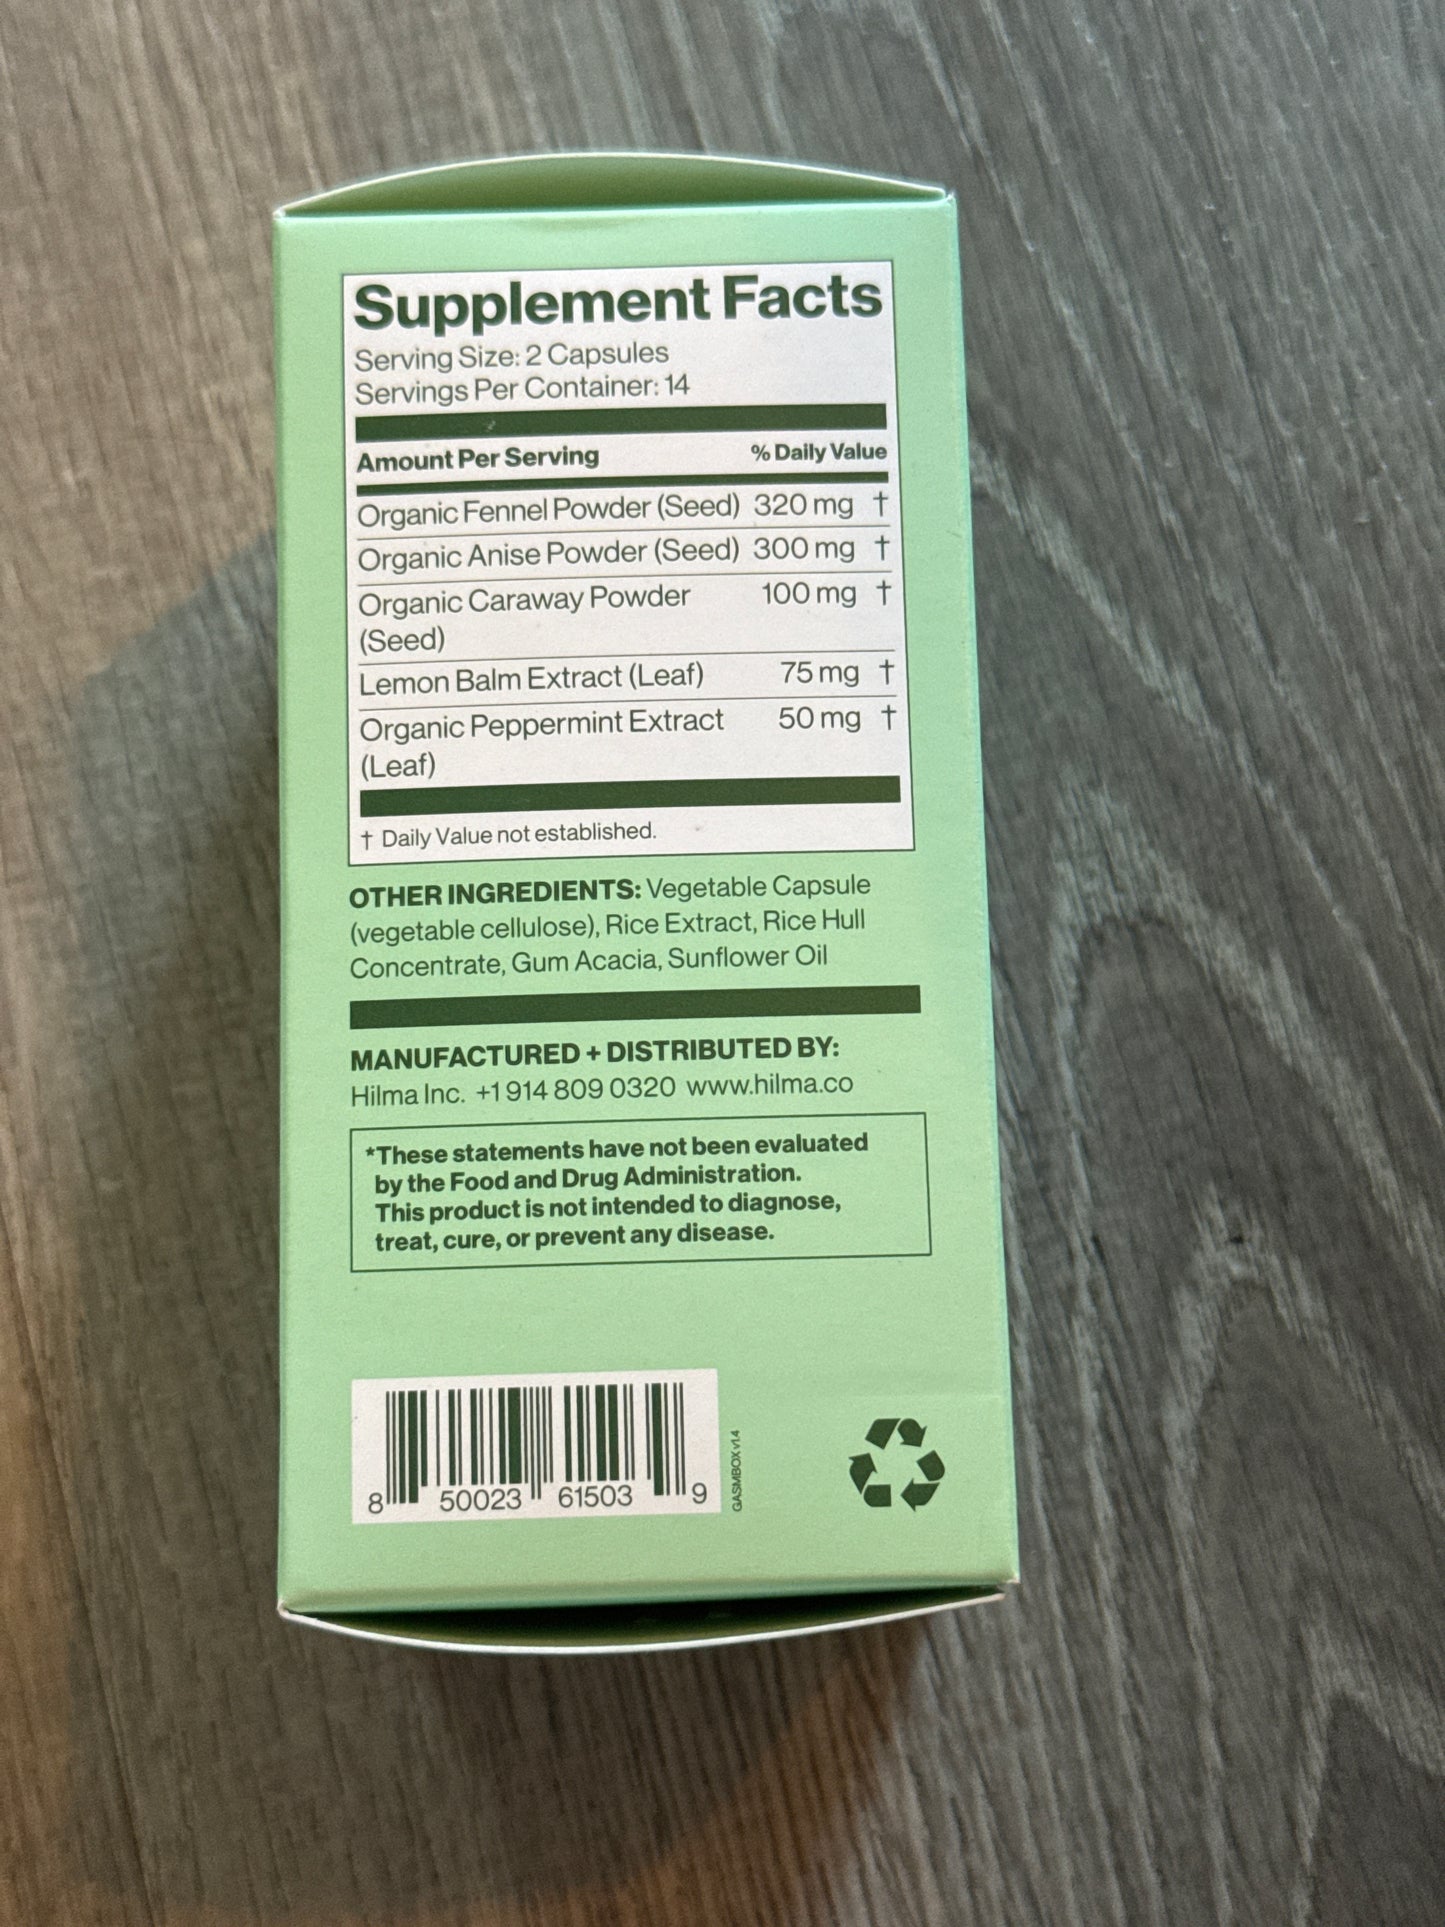 Supplement Facts
Serving Size: 2 Capsules
Servings Per Container: 14
Amount Per Serving % Daily Value
Organic Fennel Powder (Seed) 320 mg †
Organic Anise Powder (Seed) 300 mg †
Organic Caraway Powder 100 mg †
(Seed)
Lemon Balm Extract (Leaf) 75 mg †
Organic Peppermint Extract 50 mg †
(Leaf)
† Daily Value not established.
OTHER INGREDIENTS: Vegetable Capsule
(vegetable cellulose), Rice Extract, Rice Hull
Concentrate, Gum Acacia, Sunflower Oil
MANUFACTURED + DISTRIBUTED BY:
Hilma Inc. +1 914 809 0320 www.hilma.co
*These statements have not been evaluated
by the Food and Drug Administration.
This product is not intended to diagnose,
treat, cure, or prevent any disease.
8 50023 61503 9
GASMBOX v1.4